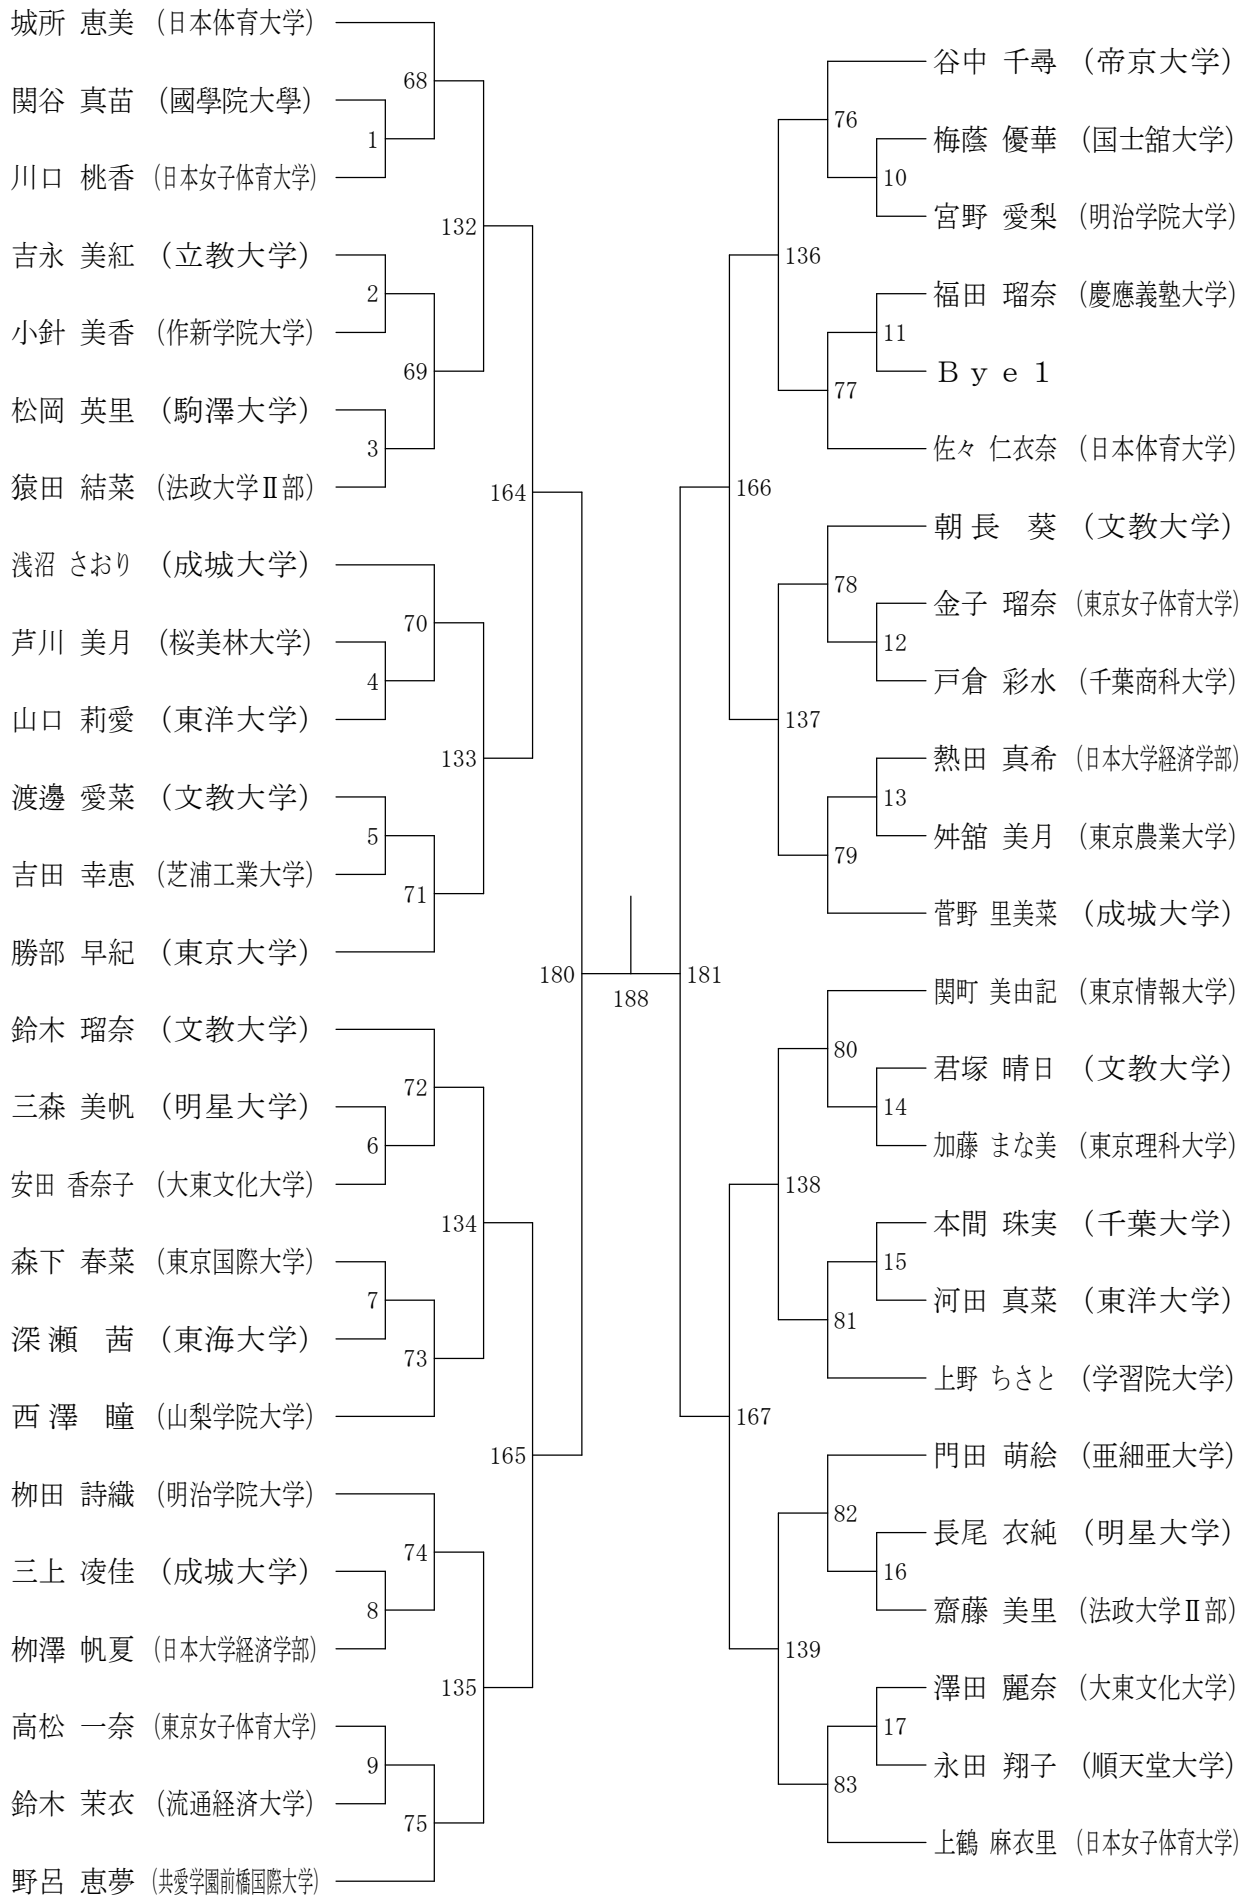 城所 恵美 (日本体育大学)
関谷 真苗 (國學院大學)
川口 桃香 (日本女子体育大学)
吉永 美紅 (立教大学)
小針 美香 (作新学院大学)
松岡 英里 (駒澤大学)
猿田 結菜 (法政大学Ⅱ部)
浅沼 さおり (成城大学)
芦川 美月 (桜美林大学)
山口 莉愛 (東洋大学)
渡邊 愛菜 (文教大学)
吉田 幸恵 (芝浦工業大学)
勝部 早紀 (東京大学)
鈴木 瑠奈 (文教大学)
三森 美帆 (明星大学)
安田 香奈子 (大東文化大学)
森下 春菜 (東京国際大学)
深瀬 茜 (東海大学)
西澤 瞳 (山梨学院大学)
栁田 詩織 (明治学院大学)
三上 凌佳 (成城大学)
栁澤 帆夏 (日本大学経済学部)
高松 一奈 (東京女子体育大学)
鈴木 茉衣 (流通経済大学)
野呂 恵夢 (共愛学園前橋国際大学)
1
2
3
4
5
6
7
8
9
68
69
70
71
72
73
74
75
132
133
134
135
164
165
180
188
181
166
167
136
137
138
139
76
77
78
79
80
81
82
83
10
11
12
13
14
15
16
17
谷中 千尋 (帝京大学)
梅蔭 優華 (国士舘大学)
宮野 愛梨 (明治学院大学)
福田 瑠奈 (慶應義塾大学)
Bye1
佐々 仁衣奈 (日本体育大学)
朝長 葵 (文教大学)
金子 瑠奈 (東京女子体育大学)
戸倉 彩水 (千葉商科大学)
熱田 真希 (日本大学経済学部)
舛舘 美月 (東京農業大学)
菅野 里美菜 (成城大学)
関町 美由記 (東京情報大学)
君塚 晴日 (文教大学)
加藤 まな美 (東京理科大学)
本間 珠実 (千葉大学)
河田 真菜 (東洋大学)
上野 ちさと (学習院大学)
門田 萌絵 (亜細亜大学)
長尾 衣純 (明星大学)
齋藤 美里 (法政大学Ⅱ部)
澤田 麗奈 (大東文化大学)
永田 翔子 (順天堂大学)
上鶴 麻衣里 (日本女子体育大学)